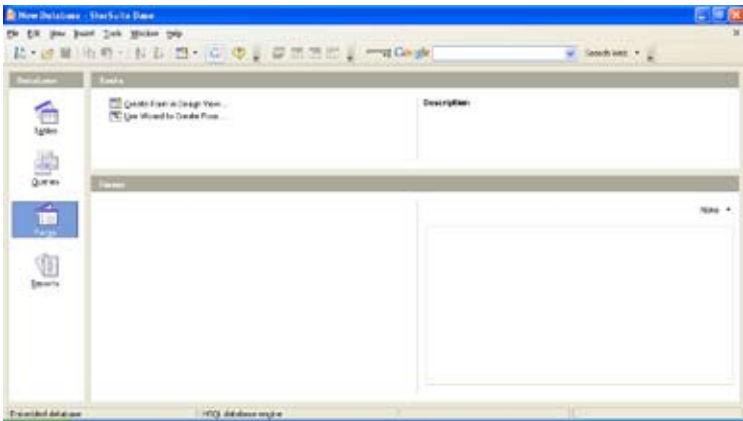 New Database - StarSuite Base
File Edit View Insert Tools Window Help
Google
Search Web
Database
Tasks
Tables
Queries
Forms
Reports
Create Form in Design View...
Use Wizard to Create Form...
Description
Forms
None
Embedded database
HSQL database engine